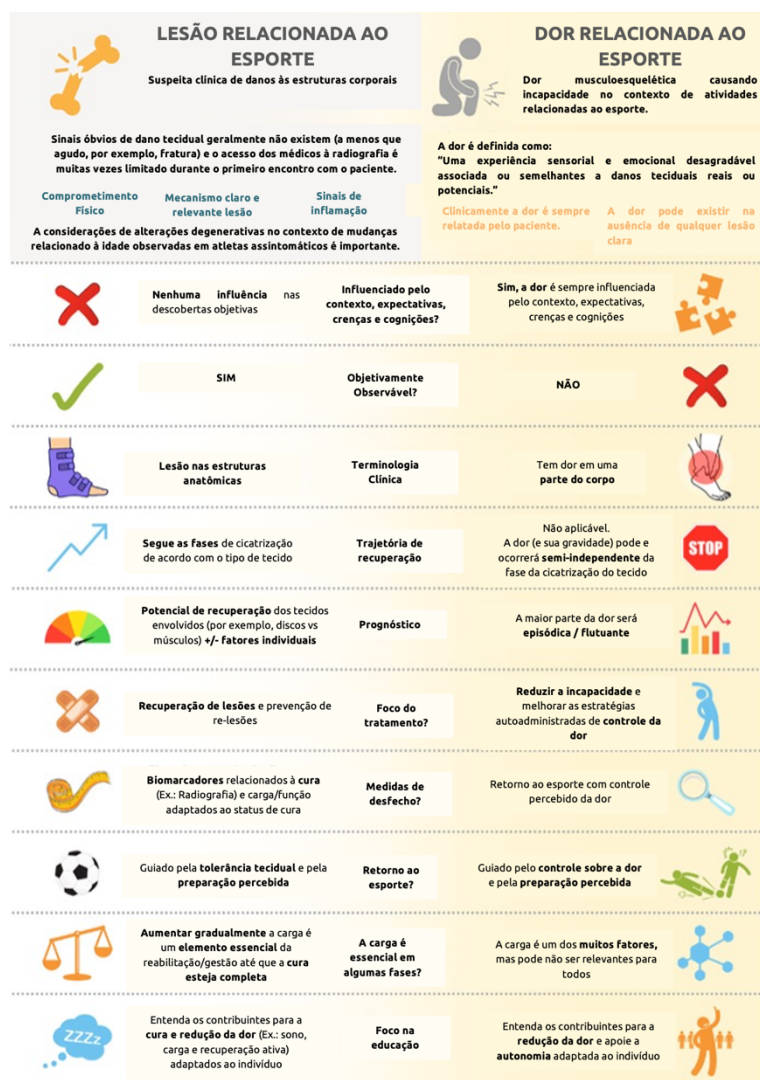 LESÃO RELACIONADA AO
ESPORTE
Suspeita clínica de danos às estruturas corporais
Sinais óbvios de dano tecidual geralmente não existem (a menos que
agudo, por exemplo, fratura) e o acesso dos médicos à radiografia é
muitas vezes limitado durante o primeiro encontro com o paciente.
Comprometimento
Físico
Mecanismo claro e
relevante lesão
Sinais de
inflamação
A considerações de alterações degenerativas no contexto de mudanças
relacionado à idade observadas em atletas assintomáticos é importante.
DOR RELACIONADA AO
ESPORTE
Dor musculoesquelética causando
incapacidade no contexto de atividades
relacionadas ao esporte.
A dor é definida como:
“Uma experiência sensorial e emocional desagradável
associada ou semelhantes a danos teciduais reais ou
potenciais.”
Clinicamente a dor é sempre
relatada pelo paciente.
A dor pode existir na
ausência de qualquer lesão
clara
Nenhuma influência nas
descobertas objetivas
Influenciado pelo
contexto, expectativas,
crenças e cognições?
Sim, a dor é sempre influenciada
pelo contexto, expectativas,
crenças e cognições
SIM
Objetivamente
Observável?
NÃO
Lesão nas estruturas
anatômicas
Terminologia
Clínica
Tem dor em uma
parte do corpo
Segue as fases de cicatrização
de acordo com o tipo de tecido
Trajetória de
recuperação
Não aplicável.
A dor (e sua gravidade) pode e
ocorrerá semi-independente da
fase da cicatrização do tecido
STOP
Potencial de recuperação dos tecidos
envolvidos (por exemplo, discos vs
músculos) +/- fatores individuais
Prognóstico
A maior parte da dor será
episódica / flutuante
Recuperação de lesões e prevenção de
re-lesões
Foco do
tratamento?
Reduzir a incapacidade e
melhorar as estratégias
autoadministradas de controle da
dor
Biomarcadores relacionados à cura
(Ex.: Radiografia) e carga/função
adaptados ao status de cura
Medidas de
desfecho?
Retorno ao esporte com controle
percebido da dor
Guiado pela tolerância tecidual e pela
preparação percebida
Retorno ao
esporte?
Guiado pelo controle sobre a dor
e pela preparação percebida
!?
Aumentar gradualmente a carga é
um elemento essencial da
reabilitação/gestão até que a cura
esteja completa
A carga é
essencial em
algumas fases?
A carga é um dos muitos fatores,
mas pode não ser relevantes para
todos
ZZZz
Entenda os contribuintes para a
cura e redução da dor (Ex.: sono,
carga e recuperação ativa)
adaptados ao indivíduo
Foco na
educação
Entenda os contribuintes para a
redução da dor e apoie a
autonomia adaptada ao indivíduo